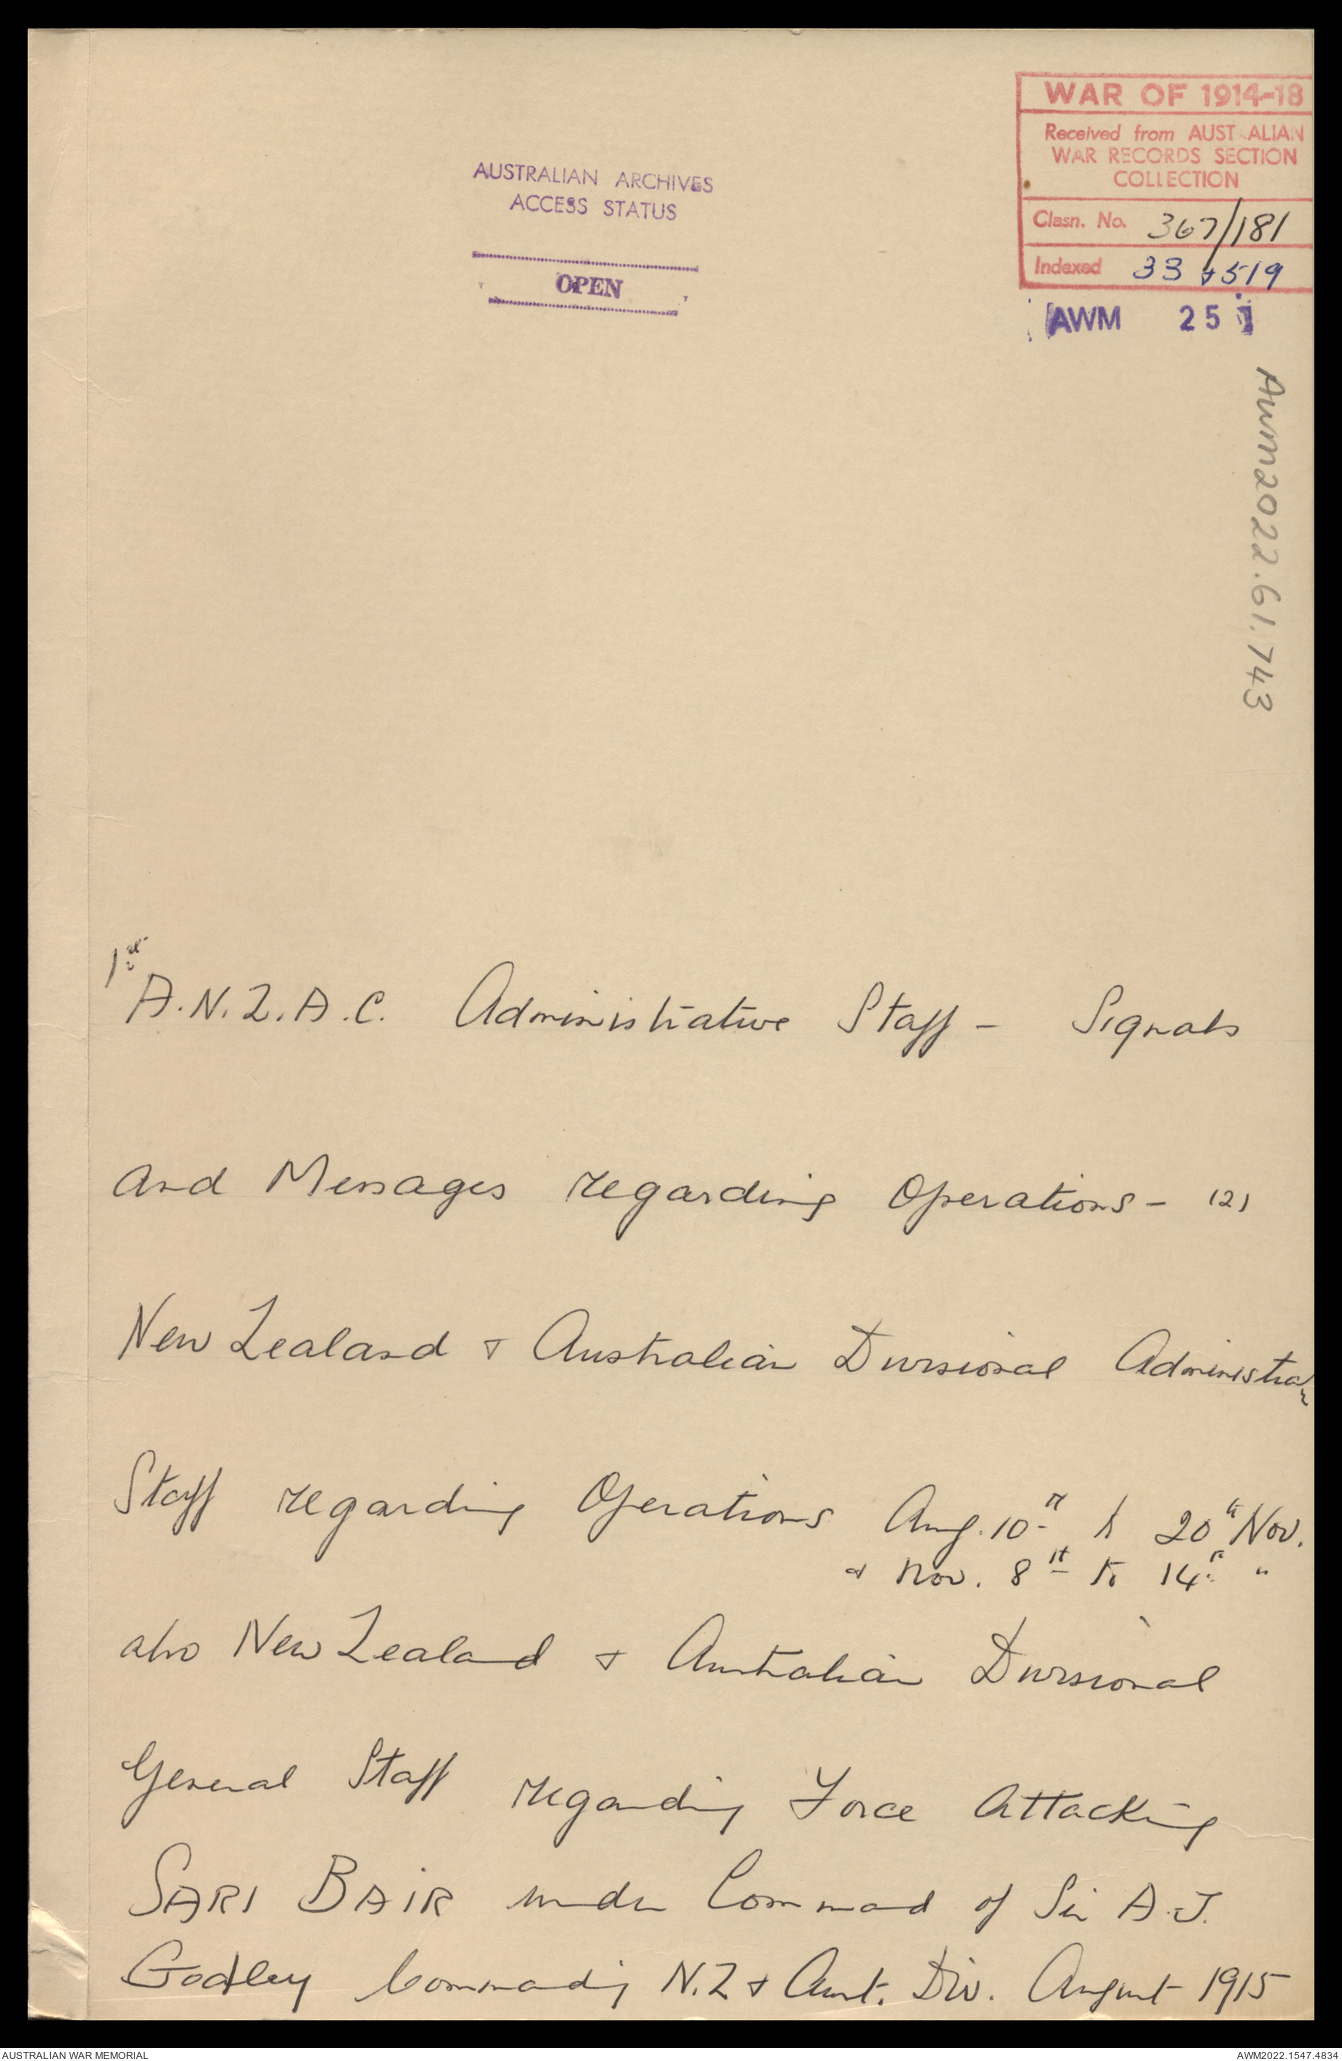 WAR OF 1914-18
Received from AUST ALIAN
WAR RECORDS SECTION
COLLECTION
Clasn. No. 367/181
Indexed 33 & 519
AWM 25
AUSTRALIAN ARCHIVES
ACCESS STATUS
OPEN
AWM2022.61.743
1st
A.N.Z.A.C. Administrative Staff - Signals
and Messages regarding Operations - (2)
New Zealand & Australian Divisional Administra
Staff regarding Operations Aug. 10th to 20th Nov.
& Nov. 8th to 14th "
also New Zealand & Australian Divisional
General Staff regarding Force Attacking
SARI BAIR under Command of Sir A.J.
Godley Commanding N.Z & Aust. Div. August 1915
AUSTRALIAN WAR MEMORIAL
AWM2022.1547.4834